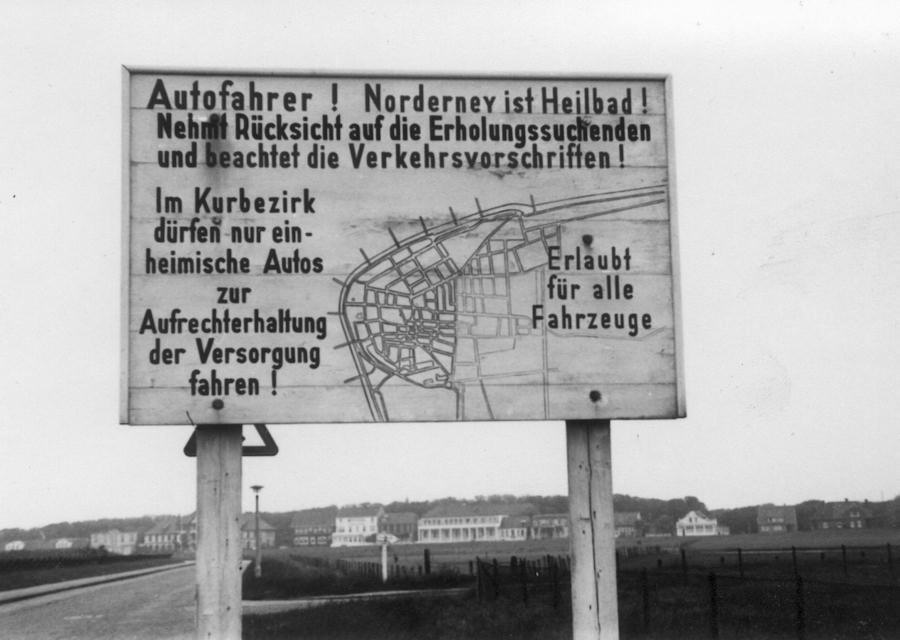 Autofahrer ! Norderney ist Heilbad !
Nehmt Rücksicht auf die Erholungssuchenden
und beachtet die Verkehrsvorschriften !
Im Kurbezirk
dürfen nur ein-
heimische Autos
zur
Aufrechterhaltung
der Versorgung
fahren !
Erlaubt
für alle
Fahrzeuge